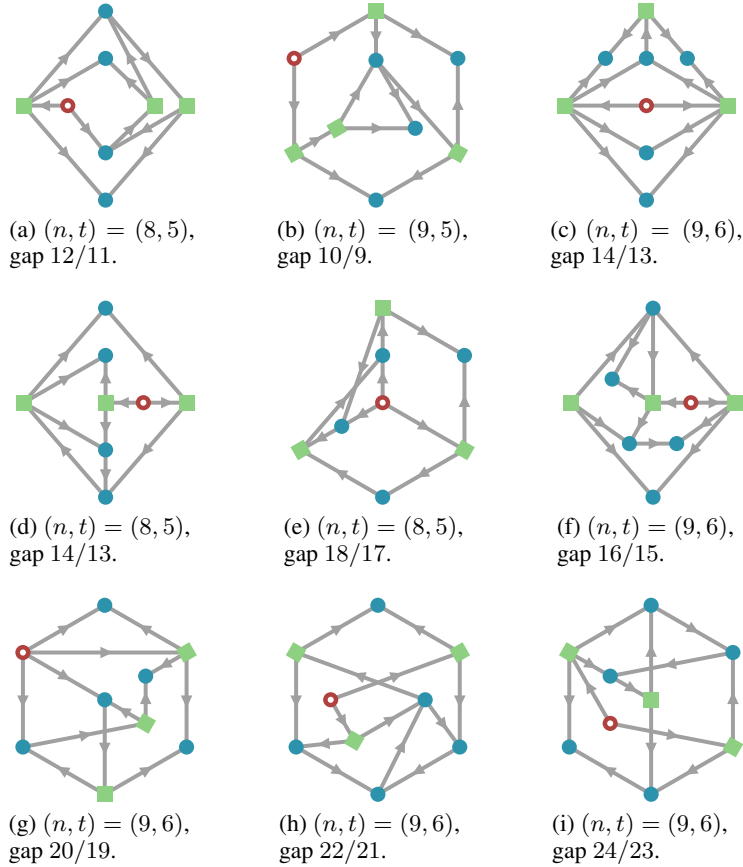 (a) (n, t) = (8, 5),
gap 12/11.
(b) (n, t) = (9, 5),
gap 10/9.
(c) (n, t) = (9, 6),
gap 14/13.
(d) (n, t) = (8, 5),
gap 14/13.
(e) (n, t) = (8, 5),
gap 18/17.
(f) (n, t) = (9, 6),
gap 16/15.
(g) (n, t) = (9, 6),
gap 20/19.
(h) (n, t) = (9, 6),
gap 22/21.
(i) (n, t) = (9, 6),
gap 24/23.